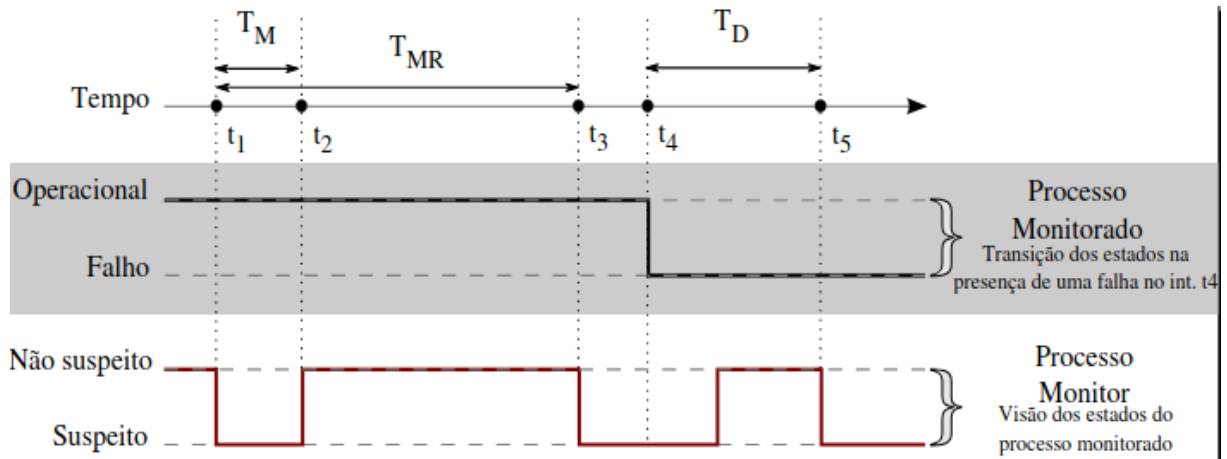 T_M
T_MR
T_D
Tempo
t_1
t_2
t_3
t_4
t_5
Operacional
Falho
Processo
Monitorado
Transição dos estados na
presença de uma falha no int. t4
Não suspeito
Suspeito
Processo
Monitor
Visão dos estados do
processo monitorado